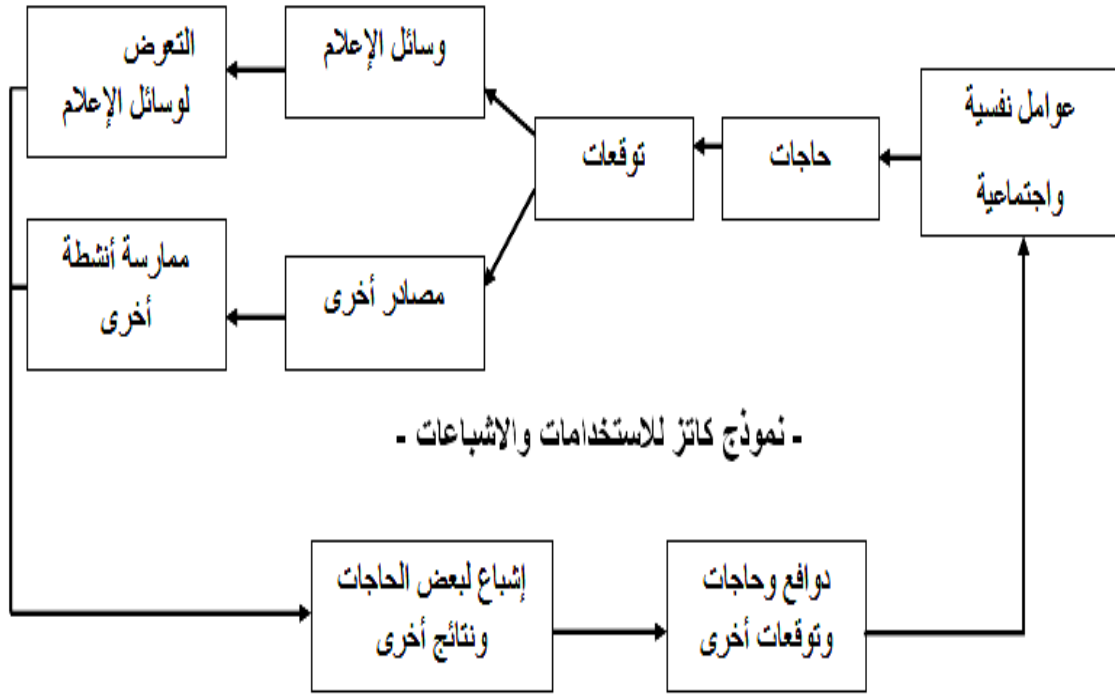 عوامل نفسية
واجتماعية
حاجات
توقعات
وسائل الإعلام
التعرض
لوسائل الإعلام
مصادر أخرى
ممارسة أنشطة
أخرى
- نموذج كاتز للاستخدامات والاشباعات -
إشباع لبعض الحاجات
ونتائج أخرى
دوافع وحاجات
وتوقعات أخرى